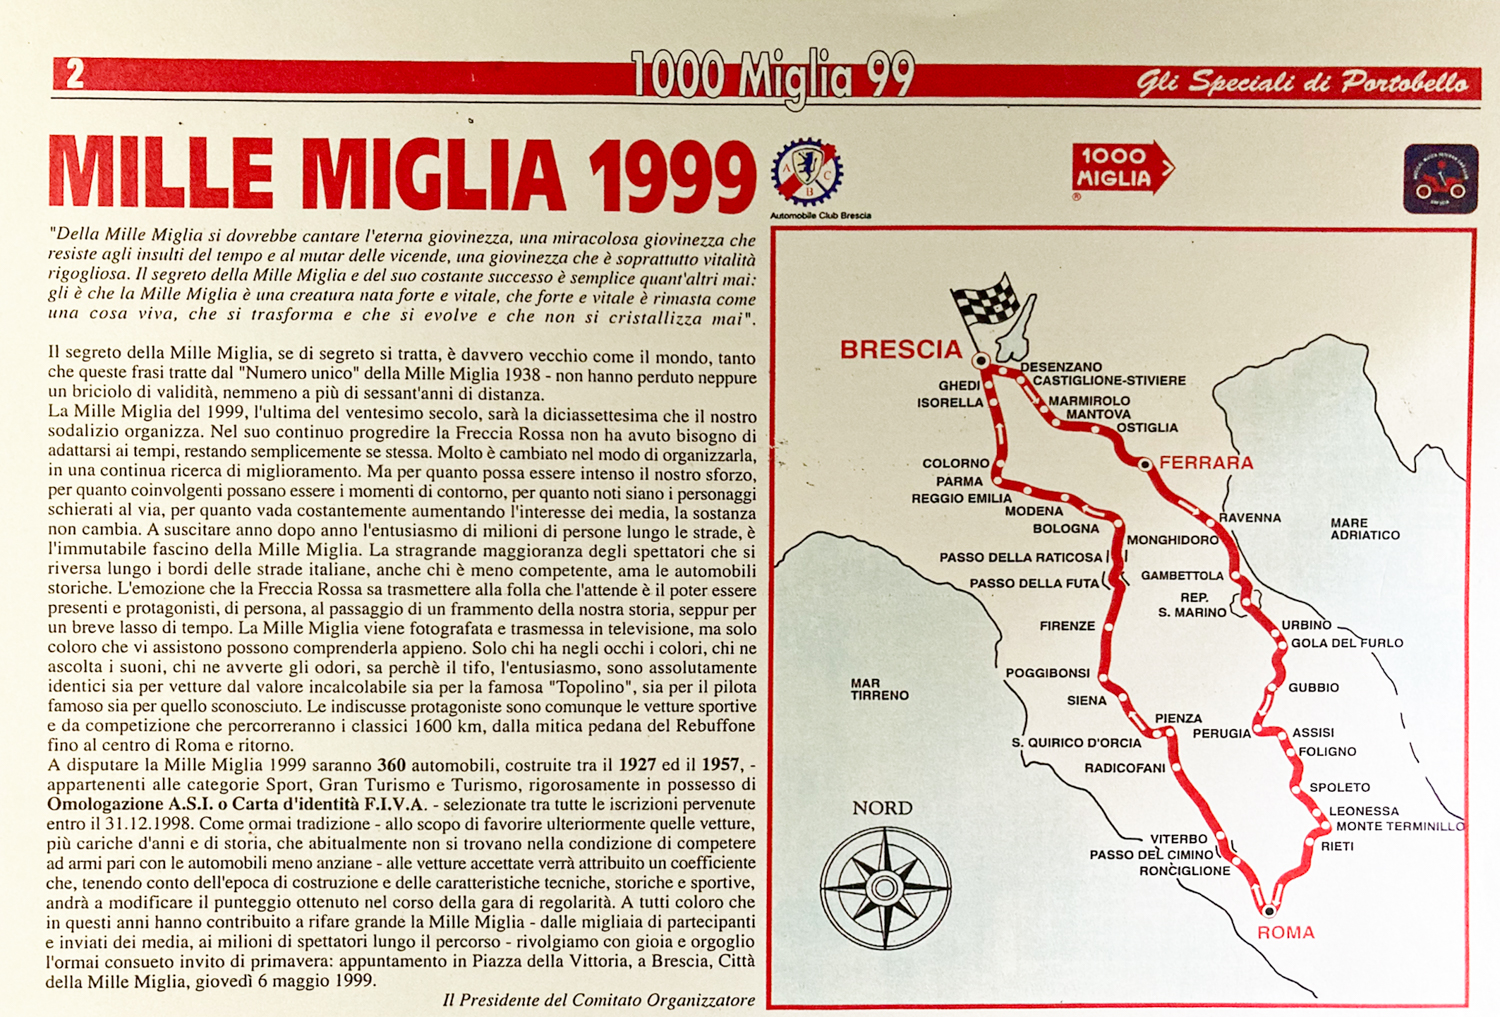 2
1000 Miglia 99
Gli Speciali di Portobello
MILLE MIGLIA 1999
A C B
Automobile Club Brescia
1000
MIGLIA
®
"Della Mille Miglia si dovrebbe cantare l'eterna giovinezza, una miracolosa giovinezza che
resiste agli insulti del tempo e al mutar delle vicende, una giovinezza che è soprattutto vitalità
rigogliosa. Il segreto della Mille Miglia e del suo costante successo è semplice quant'altri mai:
gli è che la Mille Miglia è una creatura nata forte e vitale, che forte e vitale è rimasta come
una cosa viva, che si trasforma e che si evolve e che non si cristallizza mai".
Il segreto della Mille Miglia, se di segreto si tratta, è davvero vecchio come il mondo, tanto
che queste frasi tratte dal "Numero unico" della Mille Miglia 1938 - non hanno perduto neppure
un briciolo di validità, nemmeno a più di sessant'anni di distanza.
La Mille Miglia del 1999, l'ultima del ventesimo secolo, sarà la diciassettesima che il nostro
sodalizio organizza. Nel suo continuo progredire la Freccia Rossa non ha avuto bisogno di
adattarsi ai tempi, restando semplicemente se stessa. Molto è cambiato nel modo di organizzarla,
in una continua ricerca di miglioramento. Ma per quanto possa essere intenso il nostro sforzo,
per quanto coinvolgenti possano essere i momenti di contorno, per quanto noti siano i personaggi
schierati al via, per quanto vada costantemente aumentando l'interesse dei media, la sostanza
non cambia. A suscitare anno dopo anno l'entusiasmo di milioni di persone lungo le strade, è
l'immutabile fascino della Mille Miglia. La stragrande maggioranza degli spettatori che si
riversa lungo i bordi delle strade italiane, anche chi è meno competente, ama le automobili
storiche. L'emozione che la Freccia Rossa sa trasmettere alla folla che l'attende è il poter essere
presenti e protagonisti, di persona, al passaggio di un frammento della nostra storia, seppur per
un breve lasso di tempo. La Mille Miglia viene fotografata e trasmessa in televisione, ma solo
coloro che vi assistono possono comprenderla appieno. Solo chi ha negli occhi i colori, chi ne
ascolta i suoni, chi ne avverte gli odori, sa perchè il tifo, l'entusiasmo, sono assolutamente
identici sia per vetture dal valore incalcolabile sia per la famosa "Topolino", sia per il pilota
famoso sia per quello sconosciuto. Le indiscusse protagoniste sono comunque le vetture sportive
e da competizione che percorreranno i classici 1600 km, dalla mitica pedana del Rebuffone
fino al centro di Roma e ritorno.
A disputare la Mille Miglia 1999 saranno 360 automobili, costruite tra il 1927 ed il 1957, -
appartenenti alle categorie Sport, Gran Turismo e Turismo, rigorosamente in possesso di
Omologazione A.S.I. o Carta d'identità F.I.V.A. - selezionate tra tutte le iscrizioni pervenute
entro il 31.12.1998. Come ormai tradizione - allo scopo di favorire ulteriormente quelle vetture,
più cariche d'anni e di storia, che abitualmente non si trovano nella condizione di competere
ad armi pari con le automobili meno anziane - alle vetture accettate verrà attribuito un coefficiente
che, tenendo conto dell'epoca di costruzione e delle caratteristiche tecniche, storiche e sportive,
andrà a modificare il punteggio ottenuto nel corso della gara di regolarità. A tutti coloro che
in questi anni hanno contribuito a rifare grande la Mille Miglia - dalle migliaia di partecipanti
e inviati dei media, ai milioni di spettatori lungo il percorso - rivolgiamo con gioia e orgoglio
l'ormai consueto invito di primavera: appuntamento in Piazza della Vittoria, a Brescia, Città
della Mille Miglia, giovedì 6 maggio 1999.
Il Presidente del Comitato Organizzatore
BRESCIA
DESENZANO
GHEDI
CASTIGLIONE-STIVIERE
ISORELLA
MARMIROLO
MANTOVA
OSTIGLIA
COLORNO
FERRARA
PARMA
REGGIO EMILIA
MODENA
RAVENNA
BOLOGNA
MARE
ADRIATICO
MONGHIDORO
PASSO DELLA RATICOSA
GAMBETTOLA
PASSO DELLA FUTA
REP.
S. MARINO
FIRENZE
URBINO
GOLA DEL FURLO
POGGIBONSI
MAR
TIRRENO
GUBBIO
SIENA
PIENZA
PERUGIA
ASSISI
S. QUIRICO D'ORCIA
FOLIGNO
RADICOFANI
SPOLETO
NORD
LEONESSA
MONTE TERMINILLO
VITERBO
RIETI
PASSO DEL CIMINO
RONCIGLIONE
ROMA